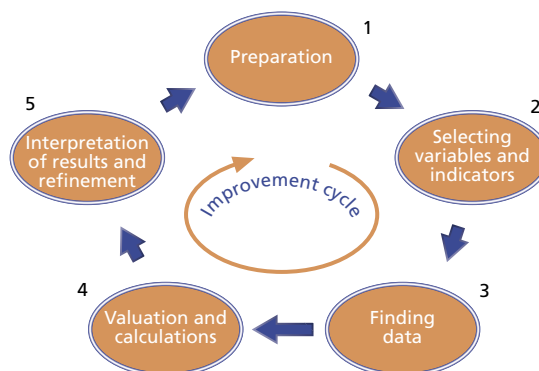 1
Preparation
2
Selecting
variables and
indicators
3
Finding
data
4
Valuation and
calculations
5
Interpretation
of results and
refinement
Improvement cycle